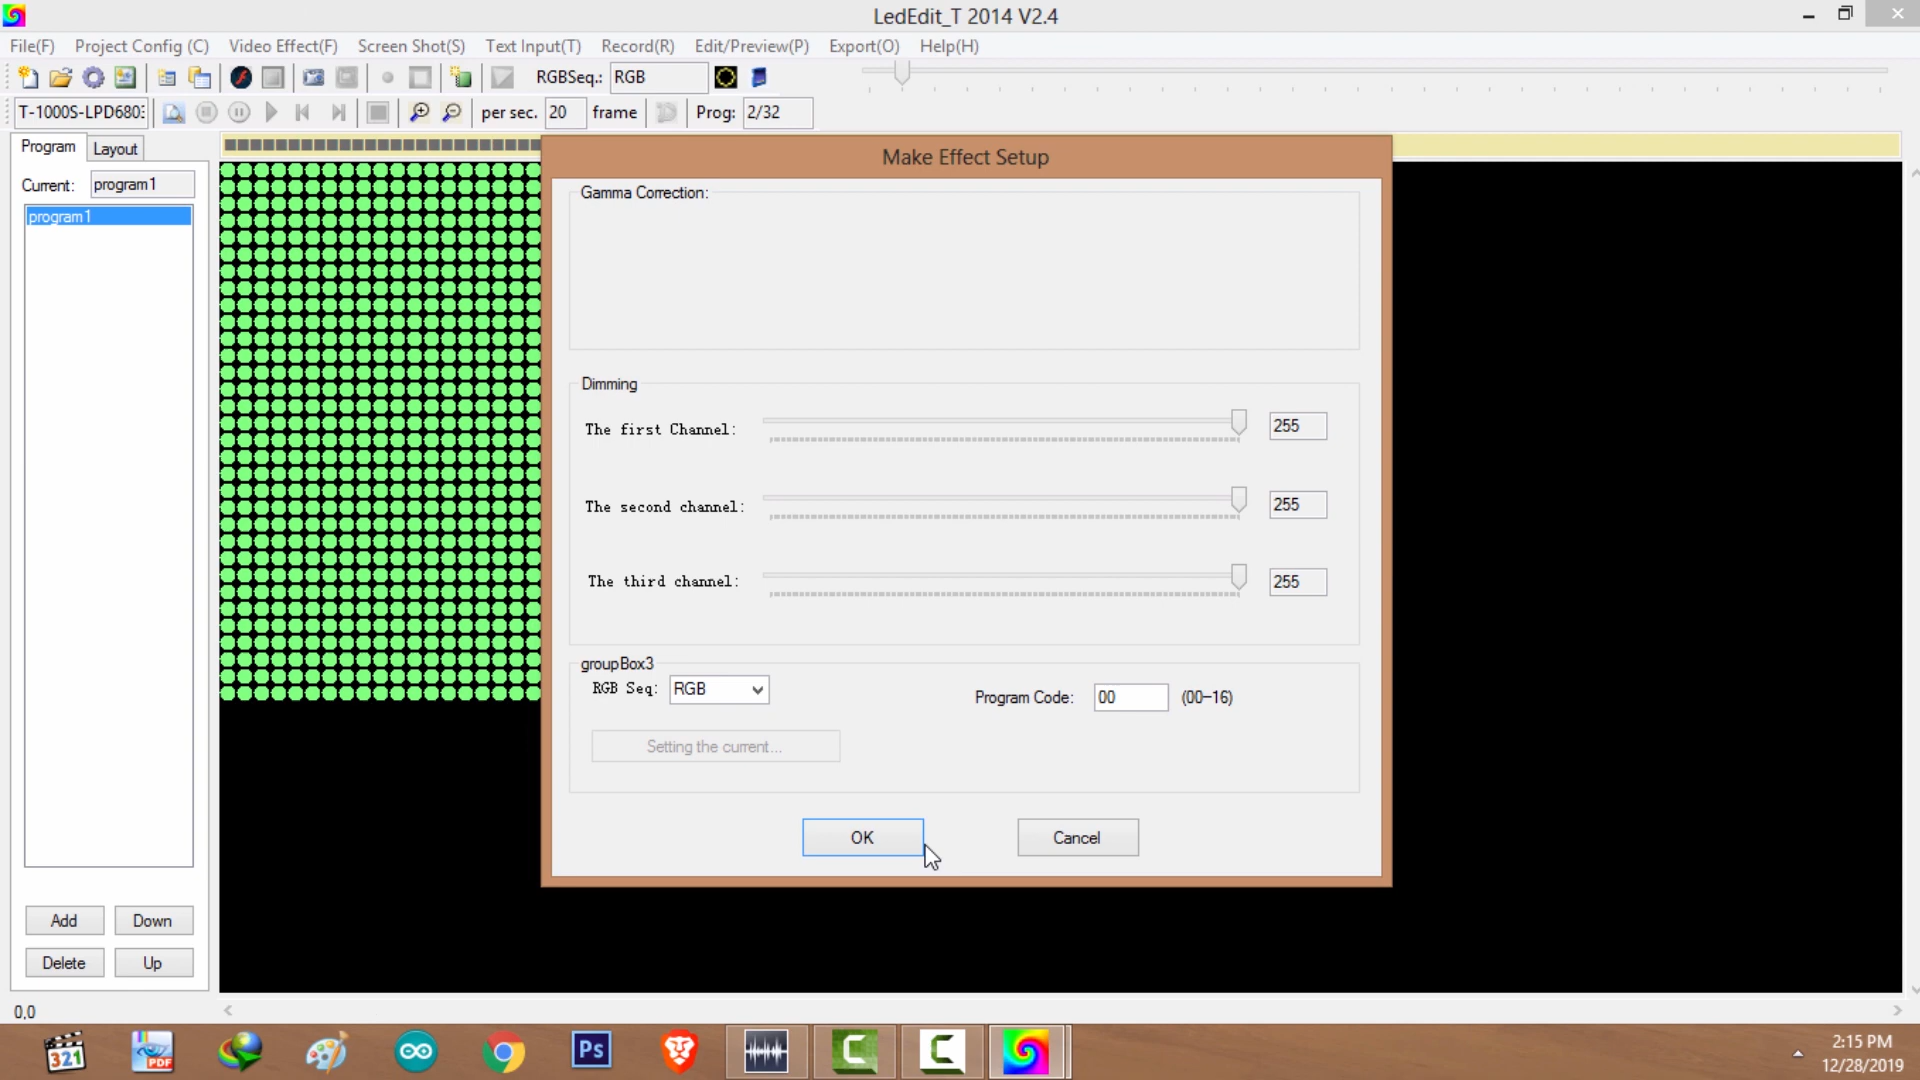 LedEdit_T 2014 V2.4
File(F) Project Config (C) Video Effect(F) Screen Shot(S) Text Input(T) Record(R) Edit/Preview(P) Export(O) Help(H)
RGBSeq.: RGB
T-1000S-LPD6803 per sec. 20 frame Prog: 2/32
Program Layout
Current: program1
program1
Make Effect Setup
Gamma Correction:
Dimming
The first Channel: 255
The second channel: 255
The third channel: 255
groupBox3
RGB Seq: RGB Program Code: 00 (00-16)
Setting the current...
OK Cancel
Add Down
Delete Up
0,0
321 PDF Ps
2:15 PM
12/28/2019